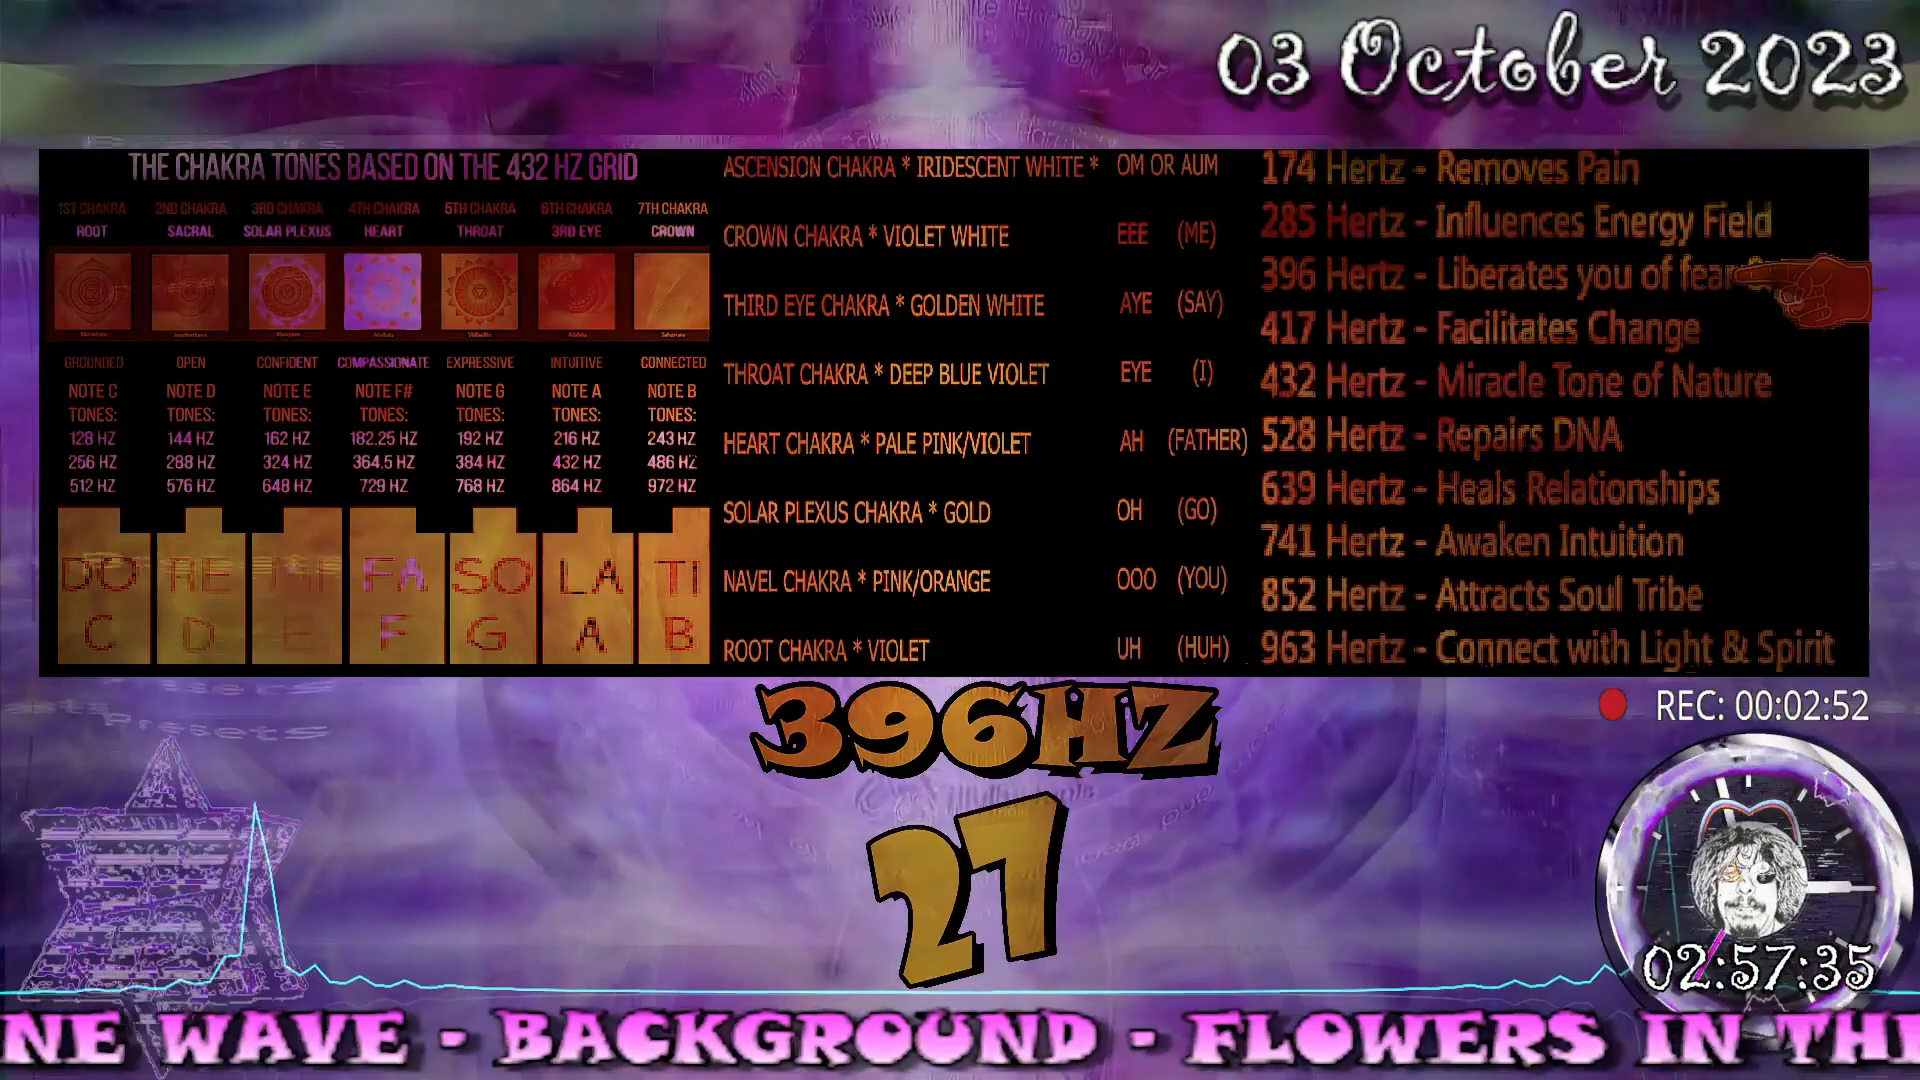 03 October 2023
THE CHAKRA TONES BASED ON THE 432 HZ GRID
1ST CHAKRA 2ND CHAKRA 3RD CHAKRA 4TH CHAKRA 5TH CHAKRA 6TH CHAKRA 7TH CHAKRA
ROOT SACRAL SOLAR PLEXUS HEART THROAT 3RD EYE CROWN
GROUNDED OPEN CONFIDENT COMPASSIONATE EXPRESSIVE INTUITIVE CONNECTED
NOTE C NOTE D NOTE E NOTE F# NOTE G NOTE A NOTE B
TONES: TONES: TONES: TONES: TONES: TONES: TONES:
128 HZ 144 HZ 162 HZ 182.25 HZ 192 HZ 216 HZ 243 HZ
256 HZ 288 HZ 324 HZ 364.5 HZ 384 HZ 432 HZ 486 HZ
512 HZ 576 HZ 648 HZ 729 HZ 768 HZ 864 HZ 972 HZ
DO RE MI FA SO LA TI
C D E F G A B
ASCENSION CHAKRA * IRIDESCENT WHITE * OM OR AUM
CROWN CHAKRA * VIOLET WHITE EEE (ME)
THIRD EYE CHAKRA * GOLDEN WHITE AYE (SAY)
THROAT CHAKRA * DEEP BLUE VIOLET EYE (I)
HEART CHAKRA * PALE PINK/VIOLET AH (FATHER)
SOLAR PLEXUS CHAKRA * GOLD OH (GO)
NAVEL CHAKRA * PINK/ORANGE OOO (YOU)
ROOT CHAKRA * VIOLET UH (HUH)
174 Hertz - Removes Pain
285 Hertz - Influences Energy Field
396 Hertz - Liberates you of fear
417 Hertz - Facilitates Change
432 Hertz - Miracle Tone of Nature
528 Hertz - Repairs DNA
639 Hertz - Heals Relationships
741 Hertz - Awaken Intuition
852 Hertz - Attracts Soul Tribe
963 Hertz - Connect with Light & Spirit
396HZ
27
REC: 00:02:52
02:57:35
NE WAVE - BACKGROUND - FLOWERS IN THE